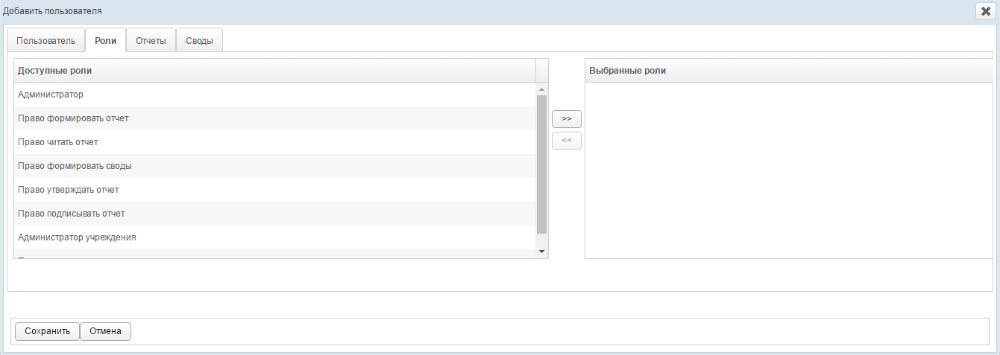 Добавить пользователя
Пользователь
Роли
Отчеты
Своды
Доступные роли
Выбранные роли
Администратор
Право формировать отчет
Право читать отчет
Право формировать своды
Право утверждать отчет
Право подписывать отчет
Администратор учреждения
>>
<<
Сохранить
Отмена